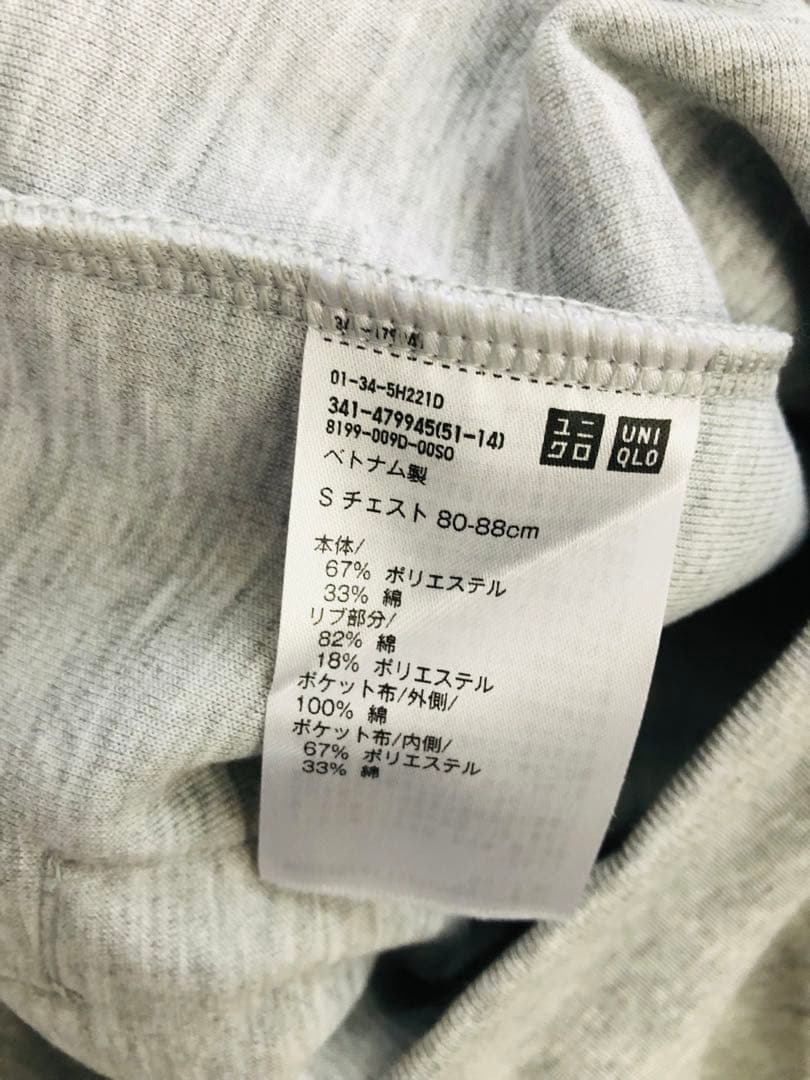 01-34-5H221D
341-479945(51-14)
8199-009D-00SO
ユニ
クロ
UNI
QLO
ベトナム製
S チェスト 80-88cm
本体/
67% ポリエステル
33% 綿
リブ部分/
82% 綿
18% ポリエステル
ポケット布/外側/
100% 綿
ポケット布/内側/
67% ポリエステル
33% 綿